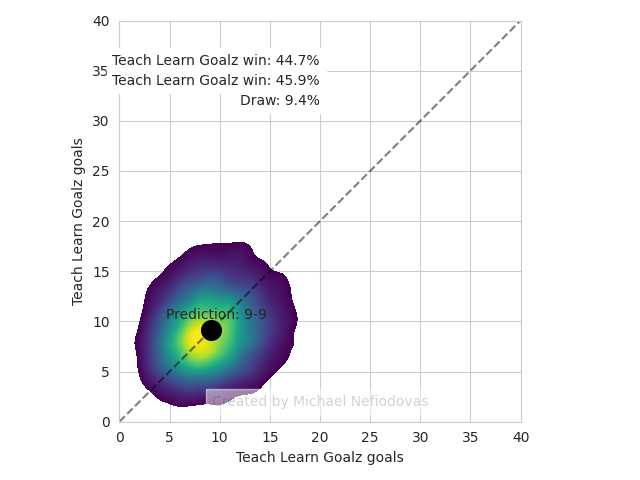 40
35
30
25
20
15
10
5
0
Teach Learn Goalz goals
Teach Learn Goalz win: 44.7%
Teach Learn Goalz win: 45.9%
Draw: 9.4%
Prediction: 9-9
Created by Michael Nefiodovas
0 5 10 15 20 25 30 35 40
Teach Learn Goalz goals